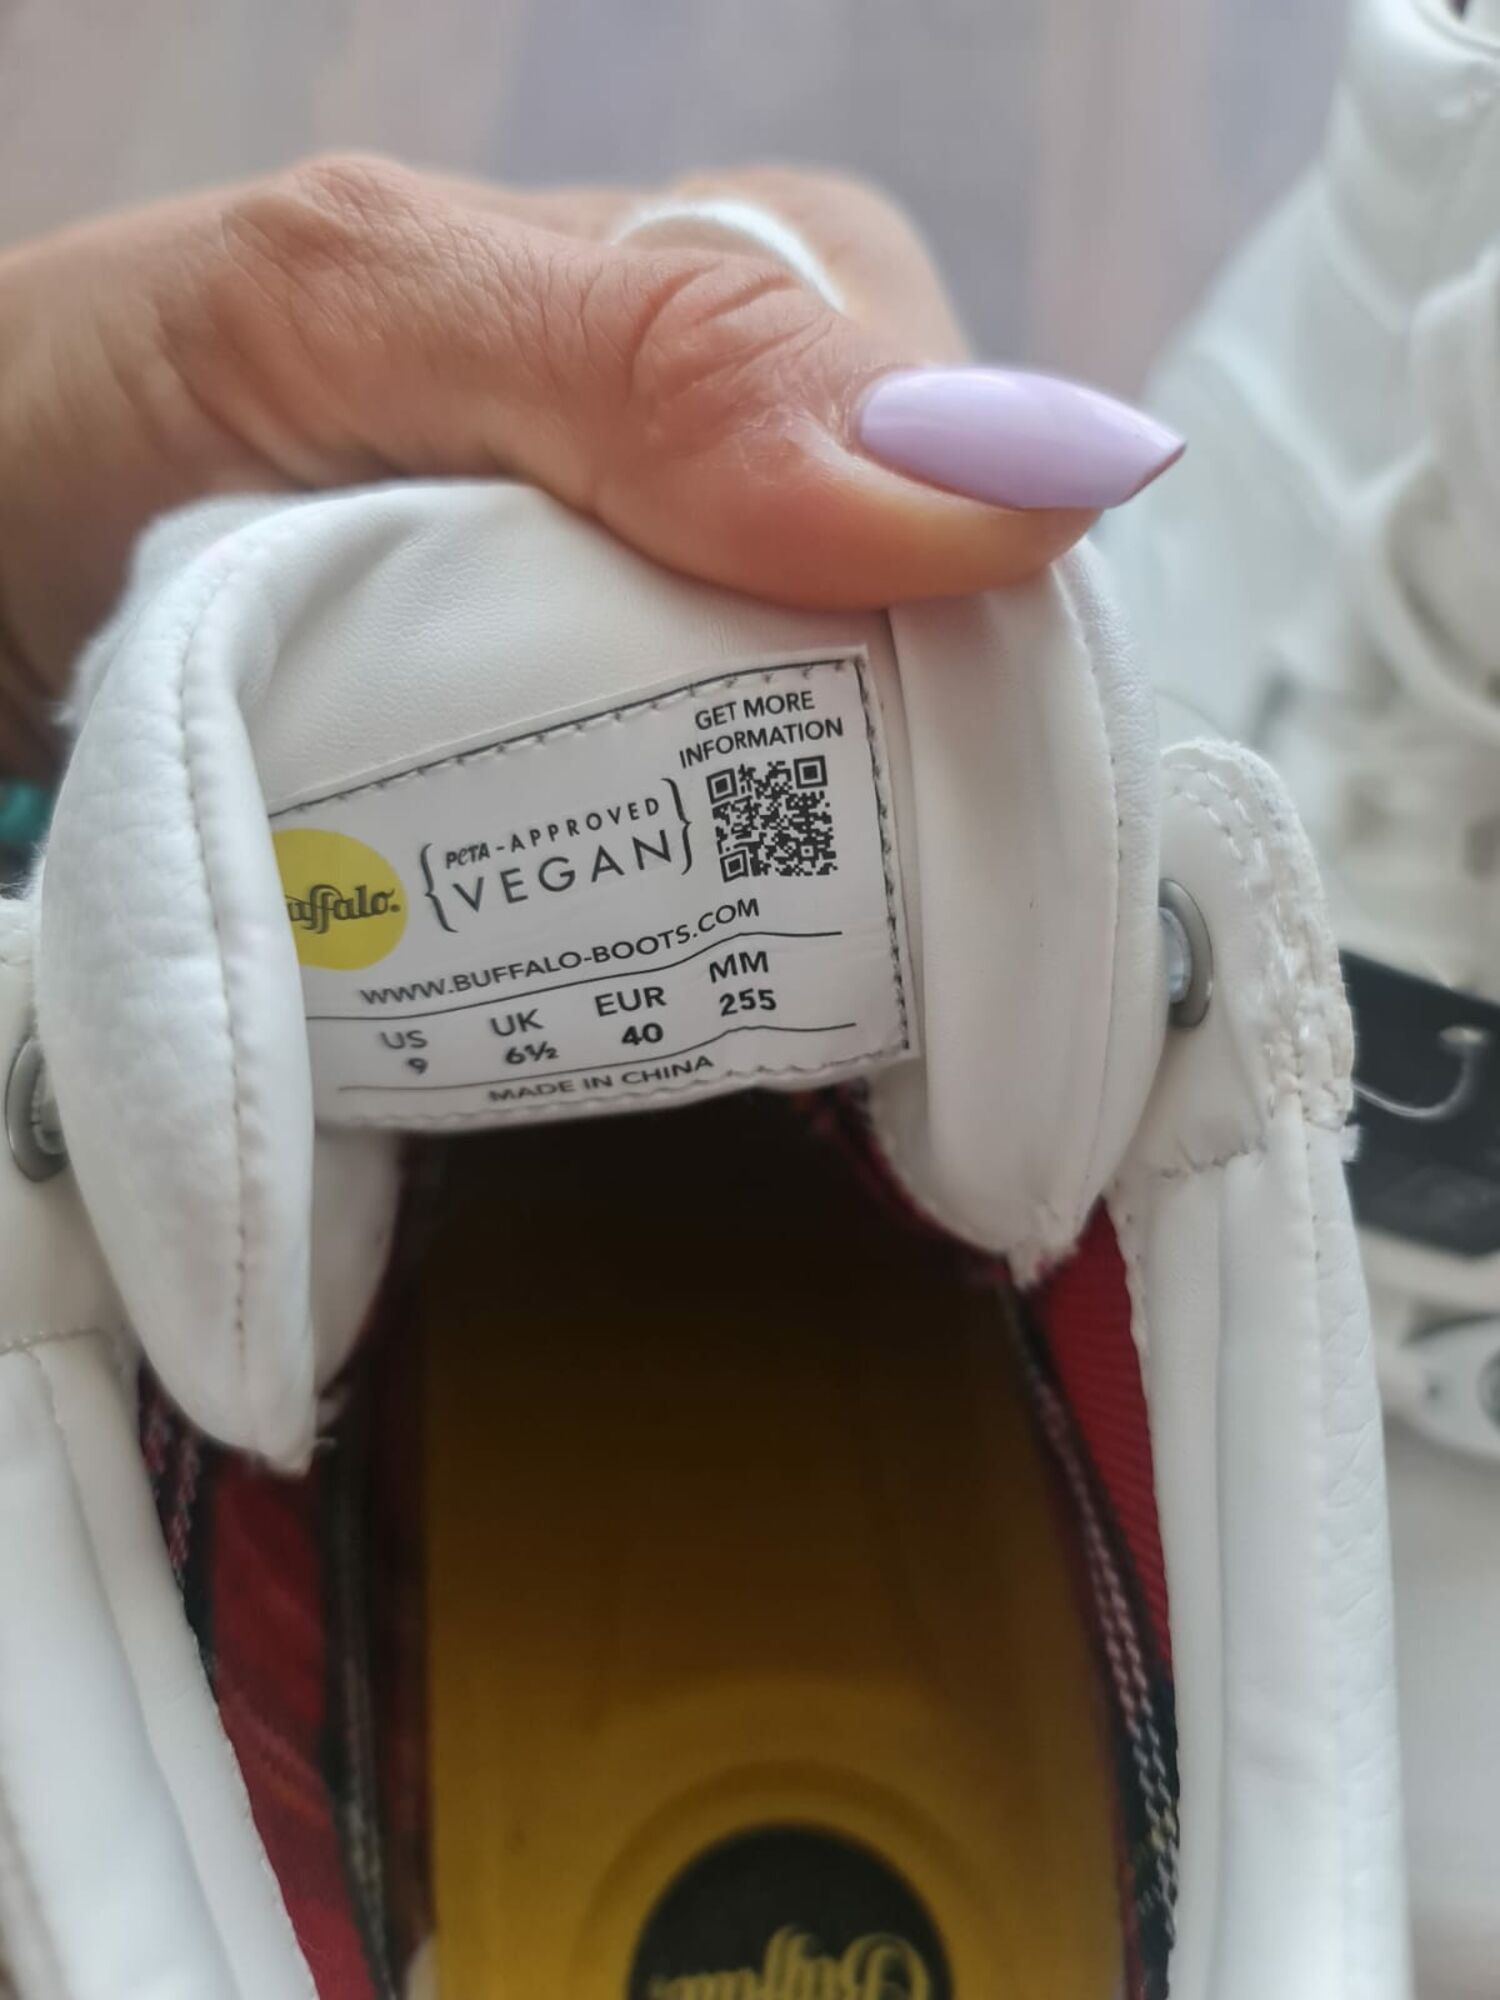 GET MORE
INFORMATION
PeTA-APPROVED
VEGAN
uffalo.
WWW.BUFFALO-BOOTS.COM
US UK EUR MM
9 6½ 40 255
MADE IN CHINA
Buffalo